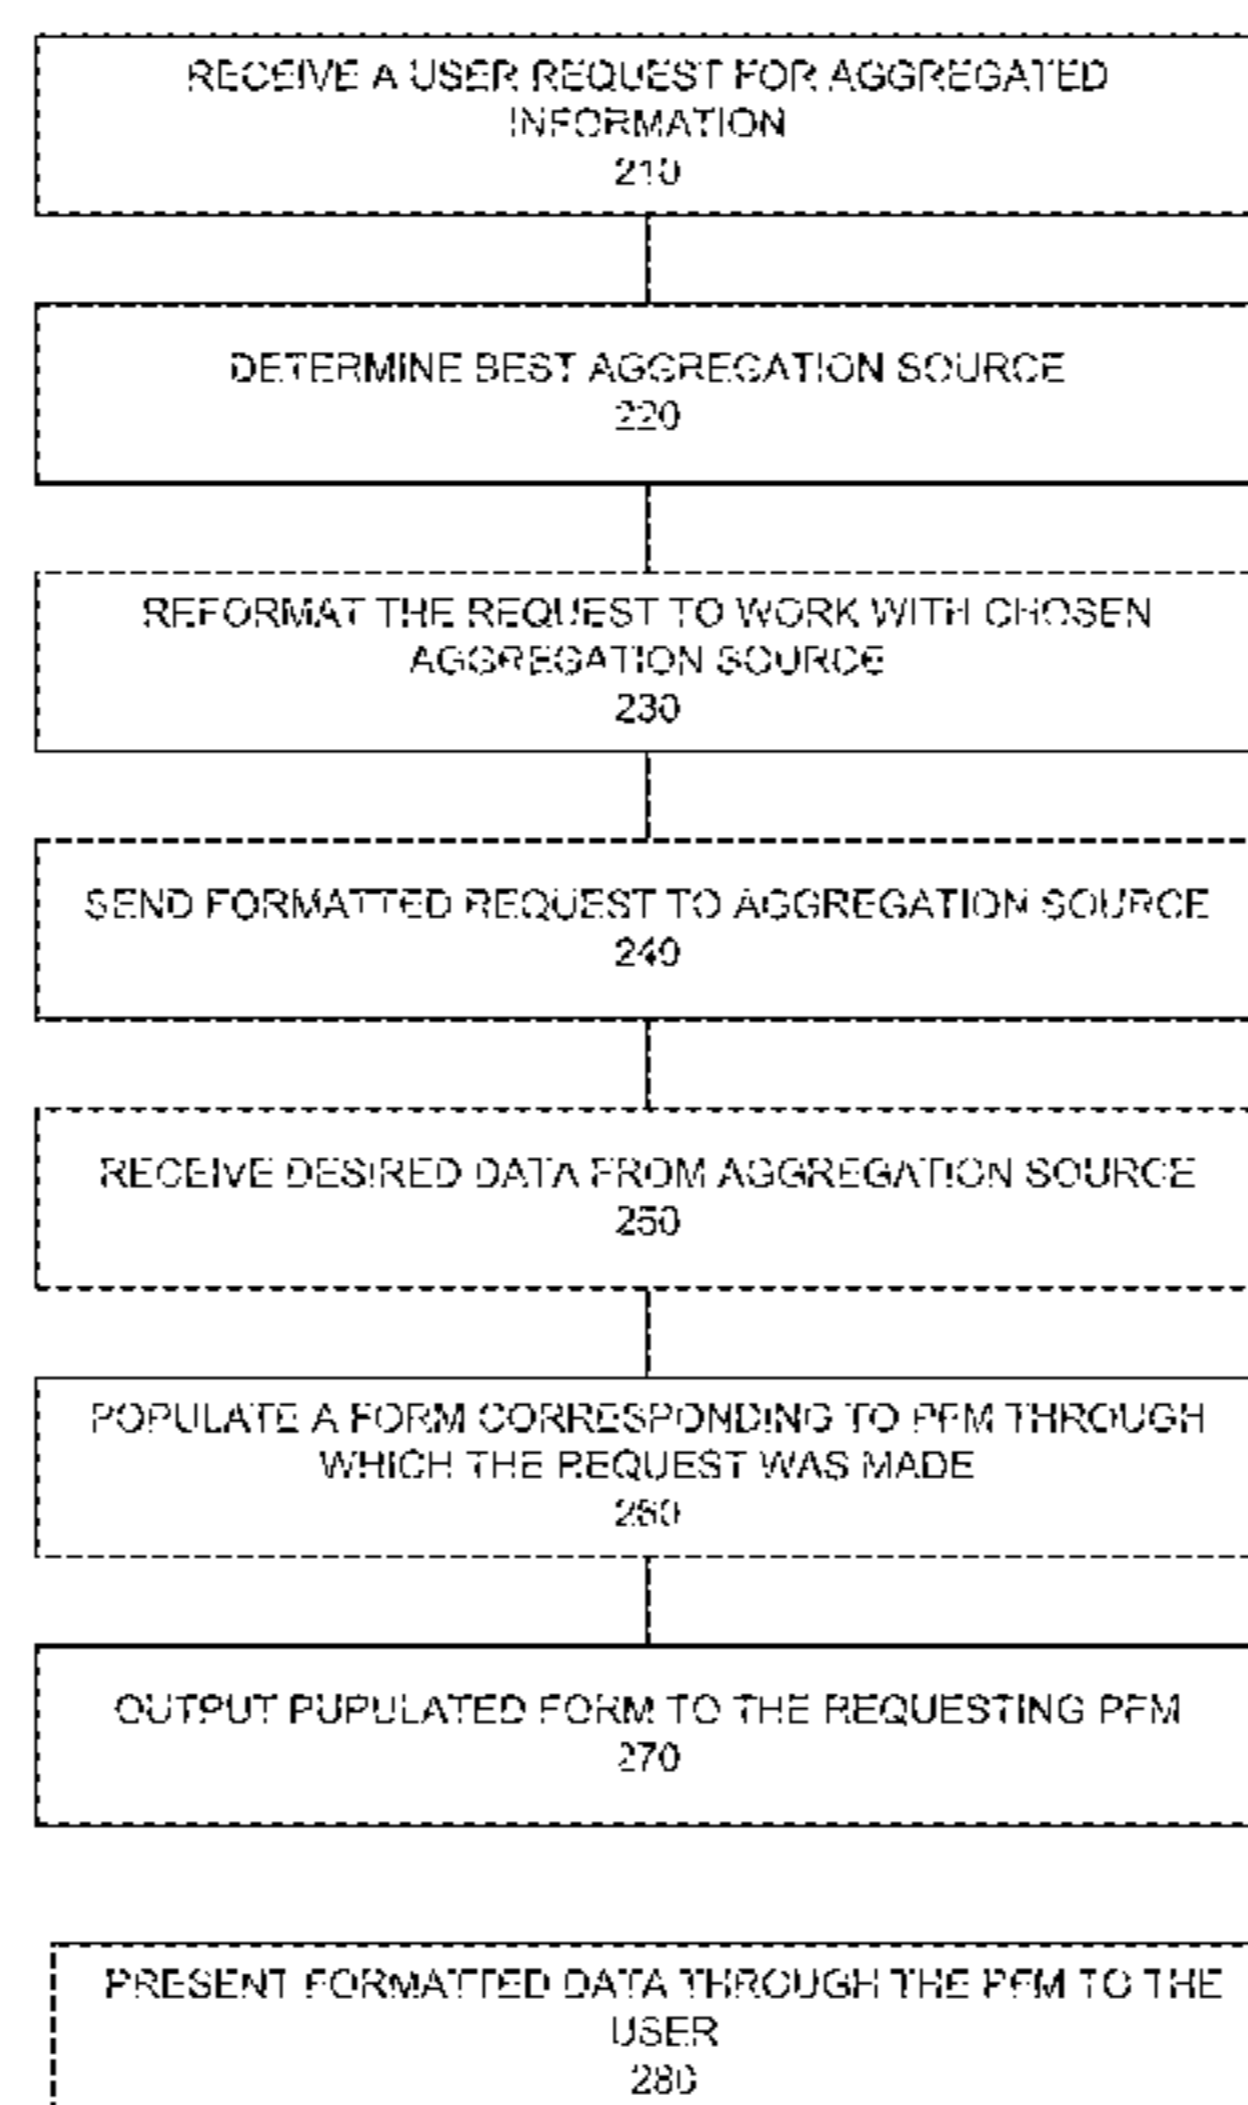 RECEIVE A USER REQUEST FOR AGGREGATED
INFORMATION
210
DETERMINE BEST AGGREGATION SOURCE
220
REFORMAT THE REQUEST TO WORK WITH CHOSEN
AGGREGATION SOURCE
230
SEND FORMATTED REQUEST TO AGGREGATION SOURCE
240
RECEIVE DESIRED DATA FROM AGGREGATION SOURCE
250
POPULATE A FORM CORRESPONDING TO PFM THROUGH
WHICH THE REQUEST WAS MADE
260
OUTPUT PUPULATED FORM TO THE REQUESTING PFM
270
PRESENT FORMATTED DATA THROUGH THE PFM TO THE
USER
280